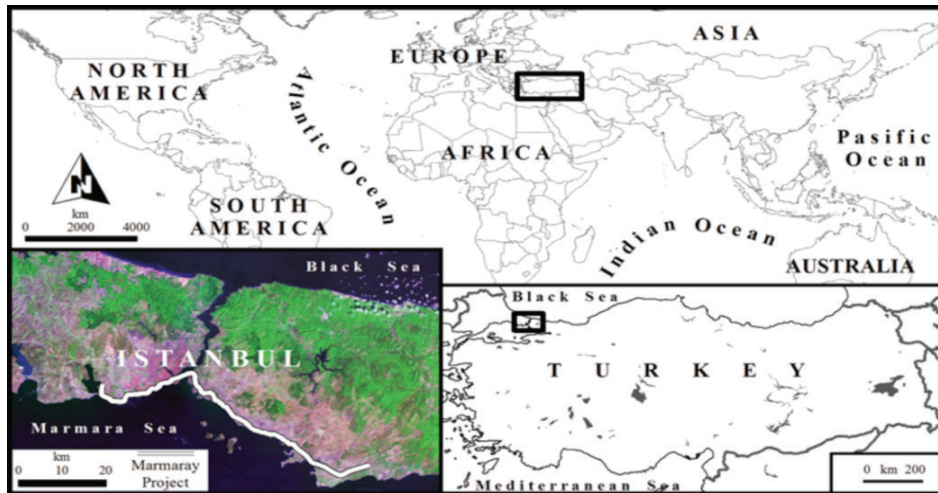 ASIA
EUROPE
NORTH
AMERICA
Atlantic Ocean
Pasific
Ocean
AFRICA
N
km
0 2000 4000
SOUTH
AMERICA
Indian Ocean
AUSTRALIA
Black Sea
ISTANBUL
Marmara Sea
km
0 10 20
Marmaray
Project
Black Sea
TURKEY
Mediterranean Sea
0 km 200